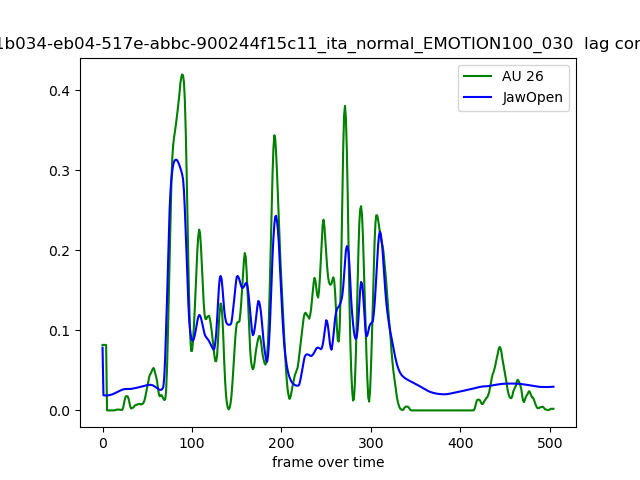 1b034-eb04-517e-abbc-900244f15c11_ita_normal_EMOTION100_030 lag cor
AU 26
JawOpen
0.4
0.3
0.2
0.1
0.0
0 100 200 300 400 500
frame over time